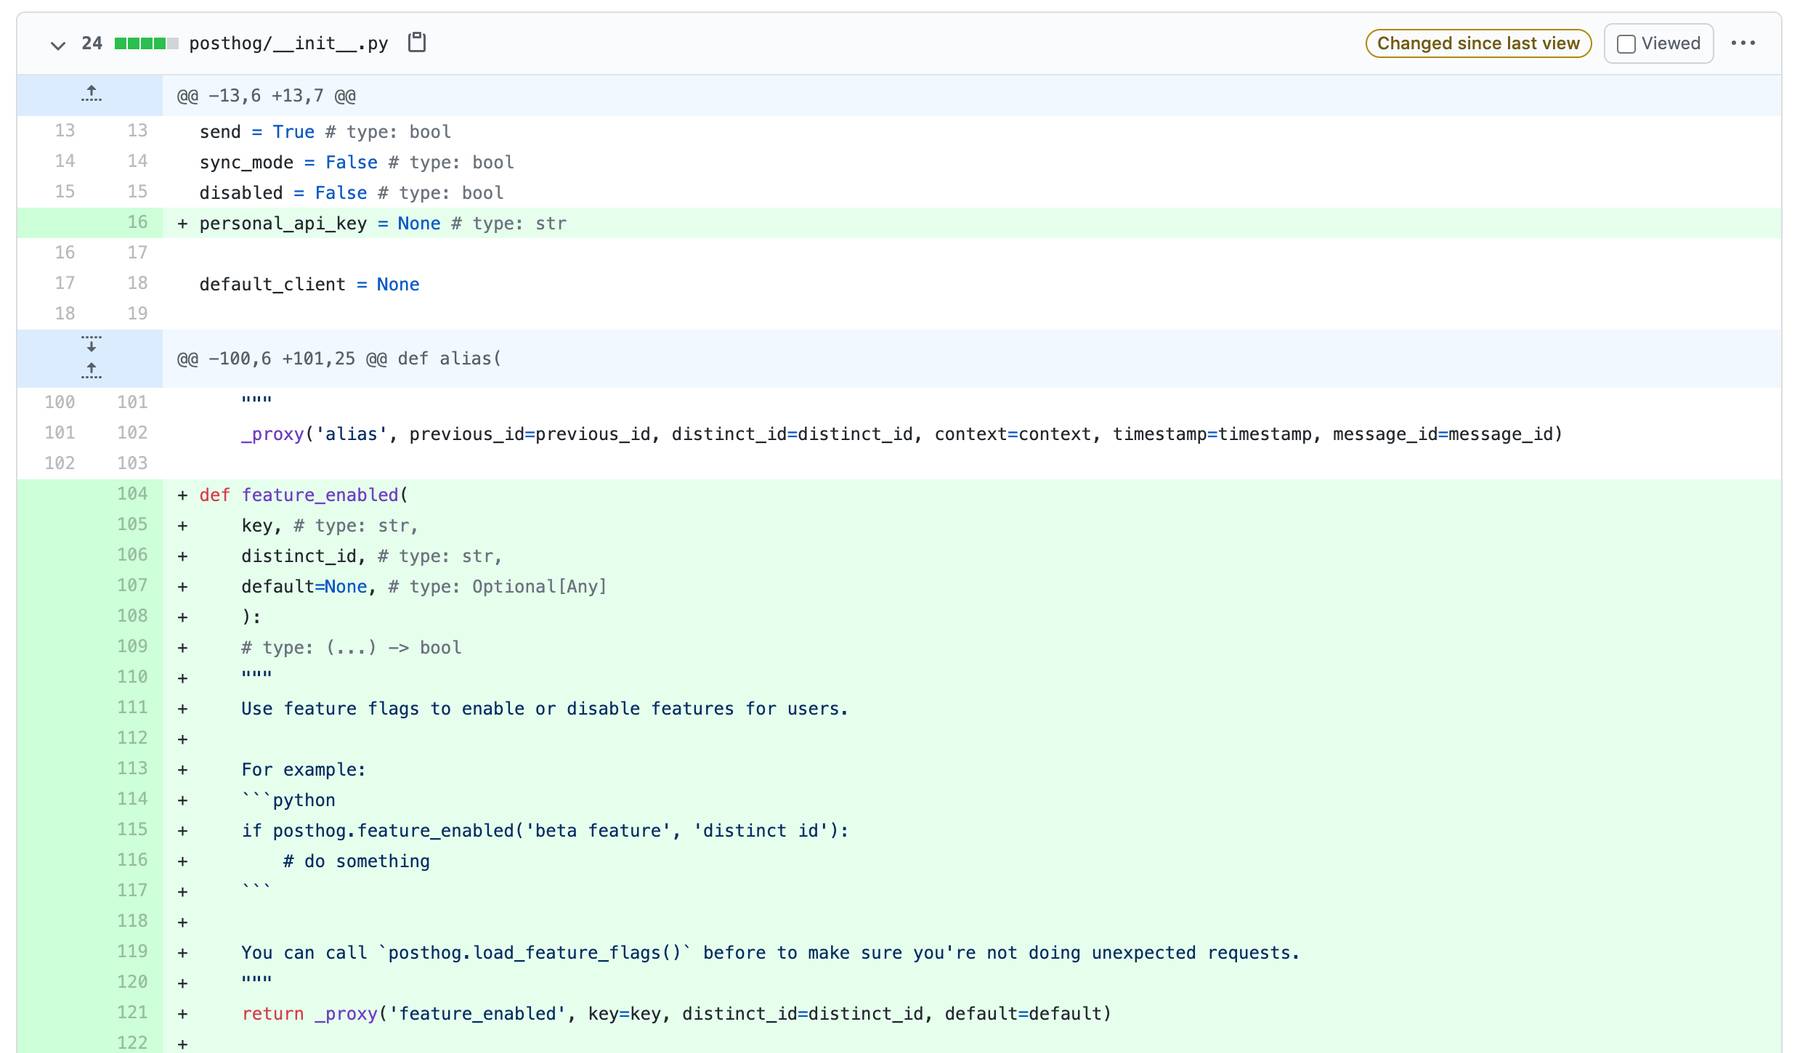 24 posthog/__init__.py Changed since last view Viewed
@@ -13,6 +13,7 @@
13 13 send = True # type: bool
14 14 sync_mode = False # type: bool
15 15 disabled = False # type: bool
16 + personal_api_key = None # type: str
16 17
17 18 default_client = None
18 19
@@ -100,6 +101,25 @@ def alias(
100 101 """
101 102 _proxy('alias', previous_id=previous_id, distinct_id=distinct_id, context=context, timestamp=timestamp, message_id=message_id)
102 103
104 + def feature_enabled(
105 + key, # type: str,
106 + distinct_id, # type: str,
107 + default=None, # type: Optional[Any]
108 + ):
109 + # type: (...) -> bool
110 + """
111 + Use feature flags to enable or disable features for users.
112 +
113 + For example:
114 + ```python
115 + if posthog.feature_enabled('beta feature', 'distinct id'):
116 + # do something
117 + ```
118 +
119 + You can call `posthog.load_feature_flags()` before to make sure you're not doing unexpected requests.
120 + """
121 + return _proxy('feature_enabled', key=key, distinct_id=distinct_id, default=default)
122 +